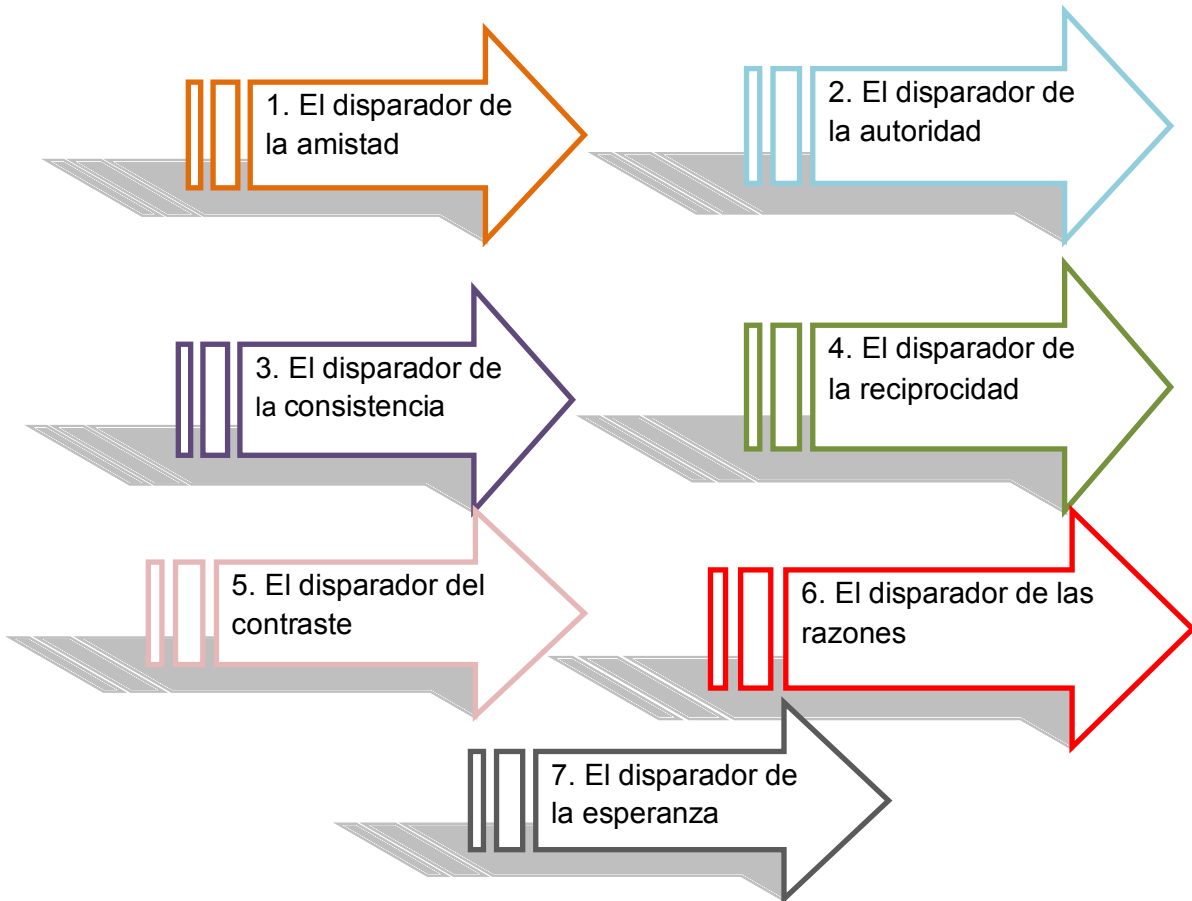 1. El disparador de
la amistad
2. El disparador de
la autoridad
3. El disparador de
la consistencia
4. El disparador de
la reciprocidad
5. El disparador del
contraste
6. El disparador de las
razones
7. El disparador de
la esperanza